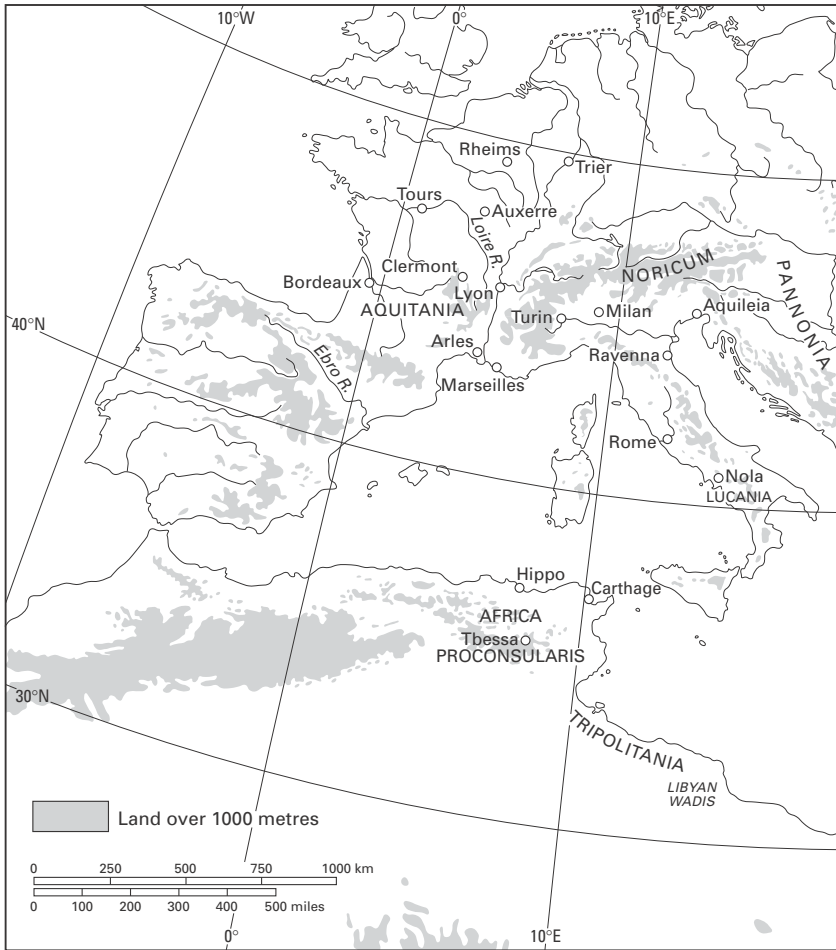 10°W
0°
10°E
Rheims
Trier
Tours
Auxerre
Loire R.
Clermont
NORICUM
Bordeaux
Lyon
PANNONIA
AQUITANIA
Turin
Milan
Aquileia
40°N
Ebro R.
Arles
Ravenna
Marseilles
Rome
Nola
LUCANIA
Hippo
Carthage
AFRICA
Tbessa
PROCONSULARIS
30°N
TRIPOLITANIA
LIBYAN
WADIS
Land over 1000 metres
0 250 500 750 1000 km
0 100 200 300 400 500 miles
0°
10°E